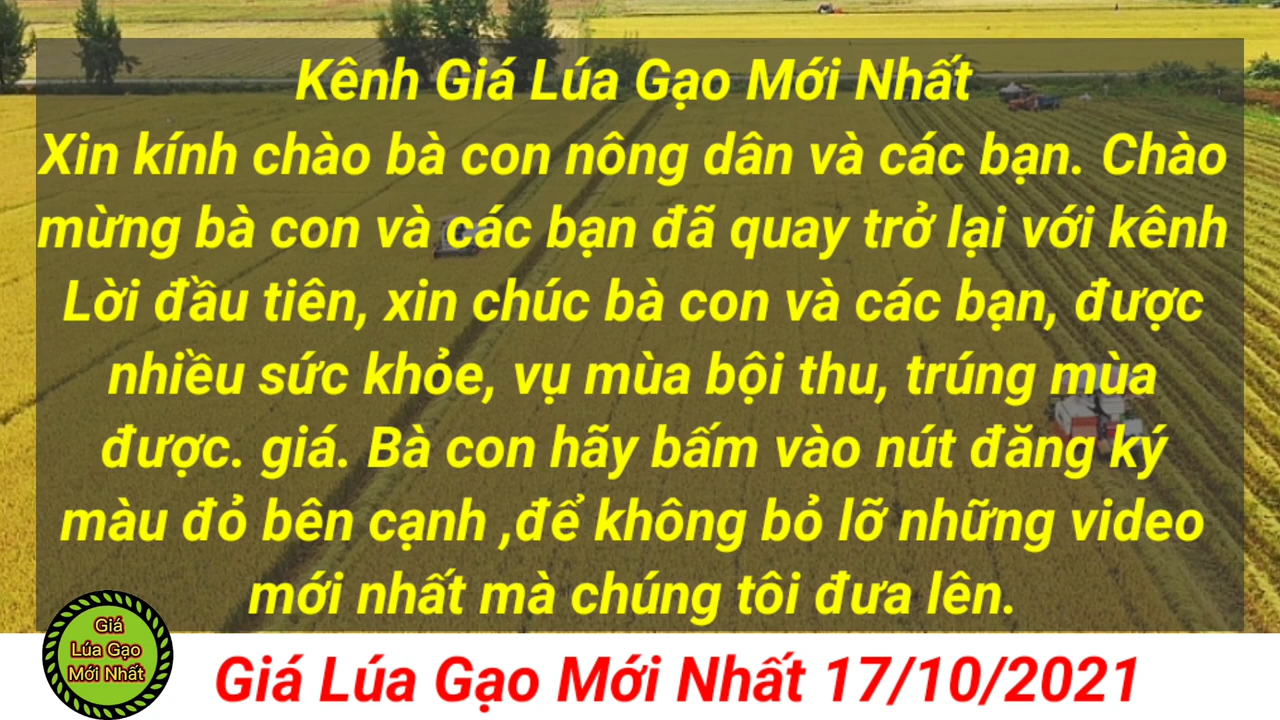 Kênh Giá Lúa Gạo Mới Nhất
Xin kính chào bà con nông dân và các bạn. Chào
mừng bà con và các bạn đã quay trở lại với kênh
Lời đầu tiên, xin chúc bà con và các bạn, được
nhiều sức khỏe, vụ mùa bội thu, trúng mùa
được. giá. Bà con hãy bấm vào nút đăng ký
màu đỏ bên cạnh ,để không bỏ lỡ những video
mới nhất mà chúng tôi đưa lên.
Giá
Lúa Gạo
Mới Nhất
Giá Lúa Gạo Mới Nhất 17/10/2021